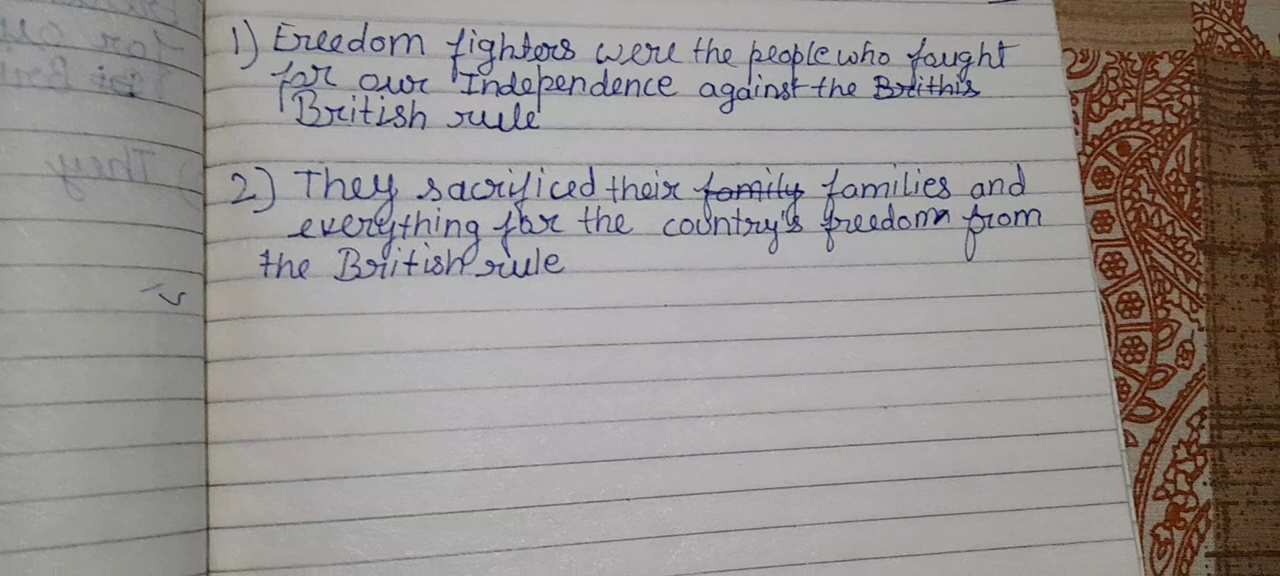 1) Freedom fighters were the people who fought
for our Independence against the Brithis
British rule
2) They sacrificed their family families and
everything for the country's freedom from
the British rule
They